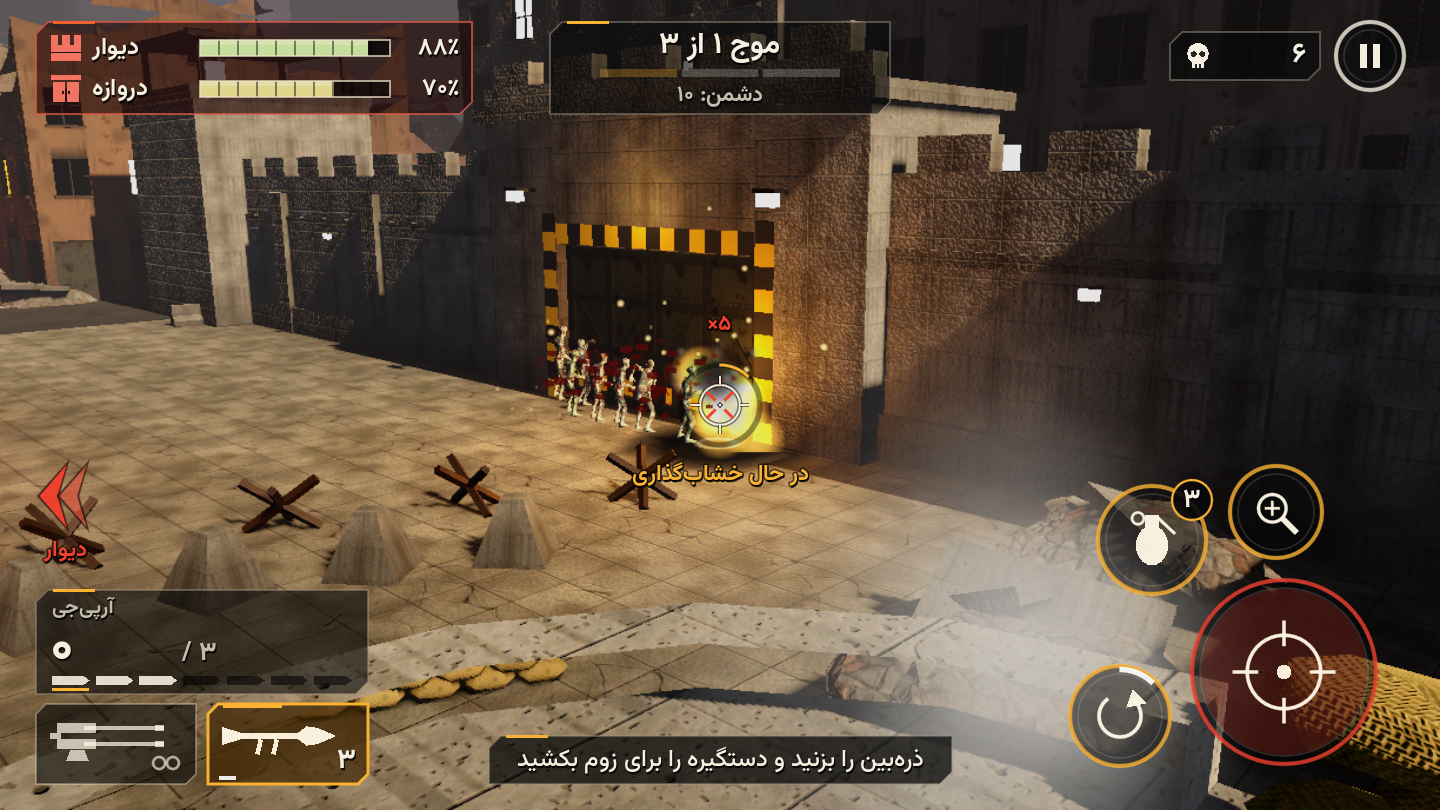 دیوار ۸۸٪
دروازه ۷۰٪
موج ۱ از ۳
دشمن: ۱۰
۶
×۵
در حال خشاب‌گذاری
دیوار
۳
آرپی‌جی
۰ / ۳
∞
۳
ذره‌بین را بزنید و دستگیره را برای زوم بکشید